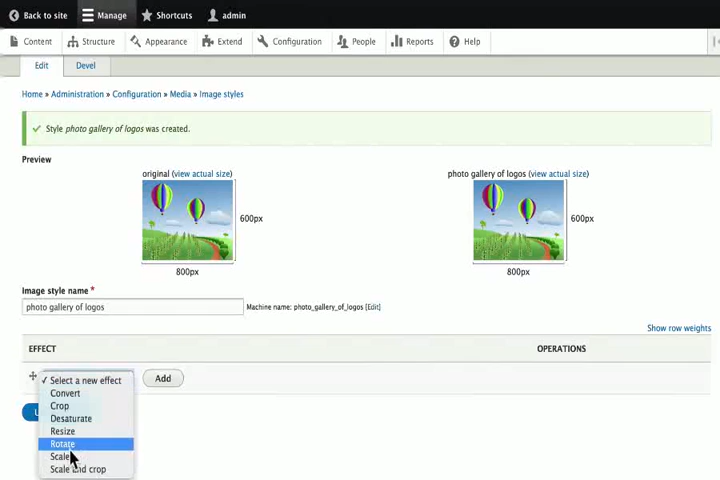 Back to site Manage Shortcuts admin
Content Structure Appearance Extend Configuration People Reports Help
Edit Devel
Home » Administration » Configuration » Media » Image styles
Style photo gallery of logos was created.
Preview
original (view actual size) photo gallery of logos (view actual size)
600px 600px
800px 800px
Image style name *
photo gallery of logos Machine name: photo_gallery_of_logos [Edit]
Show row weights
EFFECT OPERATIONS
✓ Select a new effect Add
Convert
Crop
Desaturate
Resize
Rotate
Scale
Scale and crop